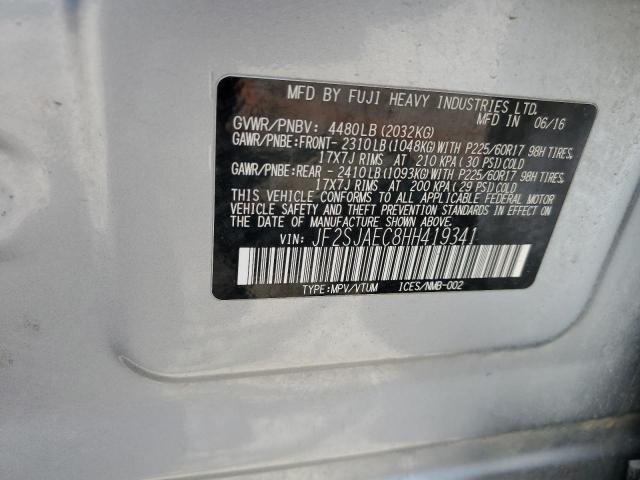 MFD BY FUJI HEAVY INDUSTRIES LTD.
MFD IN 06/16
GVWR/PNBV: 4480LB(2032KG)
GAWR/PNBE:FRONT- 2310LB(1048KG)WITH P225/60R17 98H TIRES,
17X7J RIMS AT 210 KPA (30 PSI)COLD
GAWR/PNBE:REAR - 2410LB(1093KG)WITH P225/60R17 98H TIRES,
17X7J RIMS AT 200 KPA (29 PSI)COLD
THIS VEHICLE CONFORMS TO ALL APPLICABLE FEDERAL MOTOR
VEHICLE SAFETY AND THEFT PREVENTION STANDARDS IN EFFECT ON
THE DATE OF MANUFACTURE SHOWN ABOVE.
VIN: JF2SJAEC8HH419341
TYPE:MPV/VTUM ICES/NMB-002